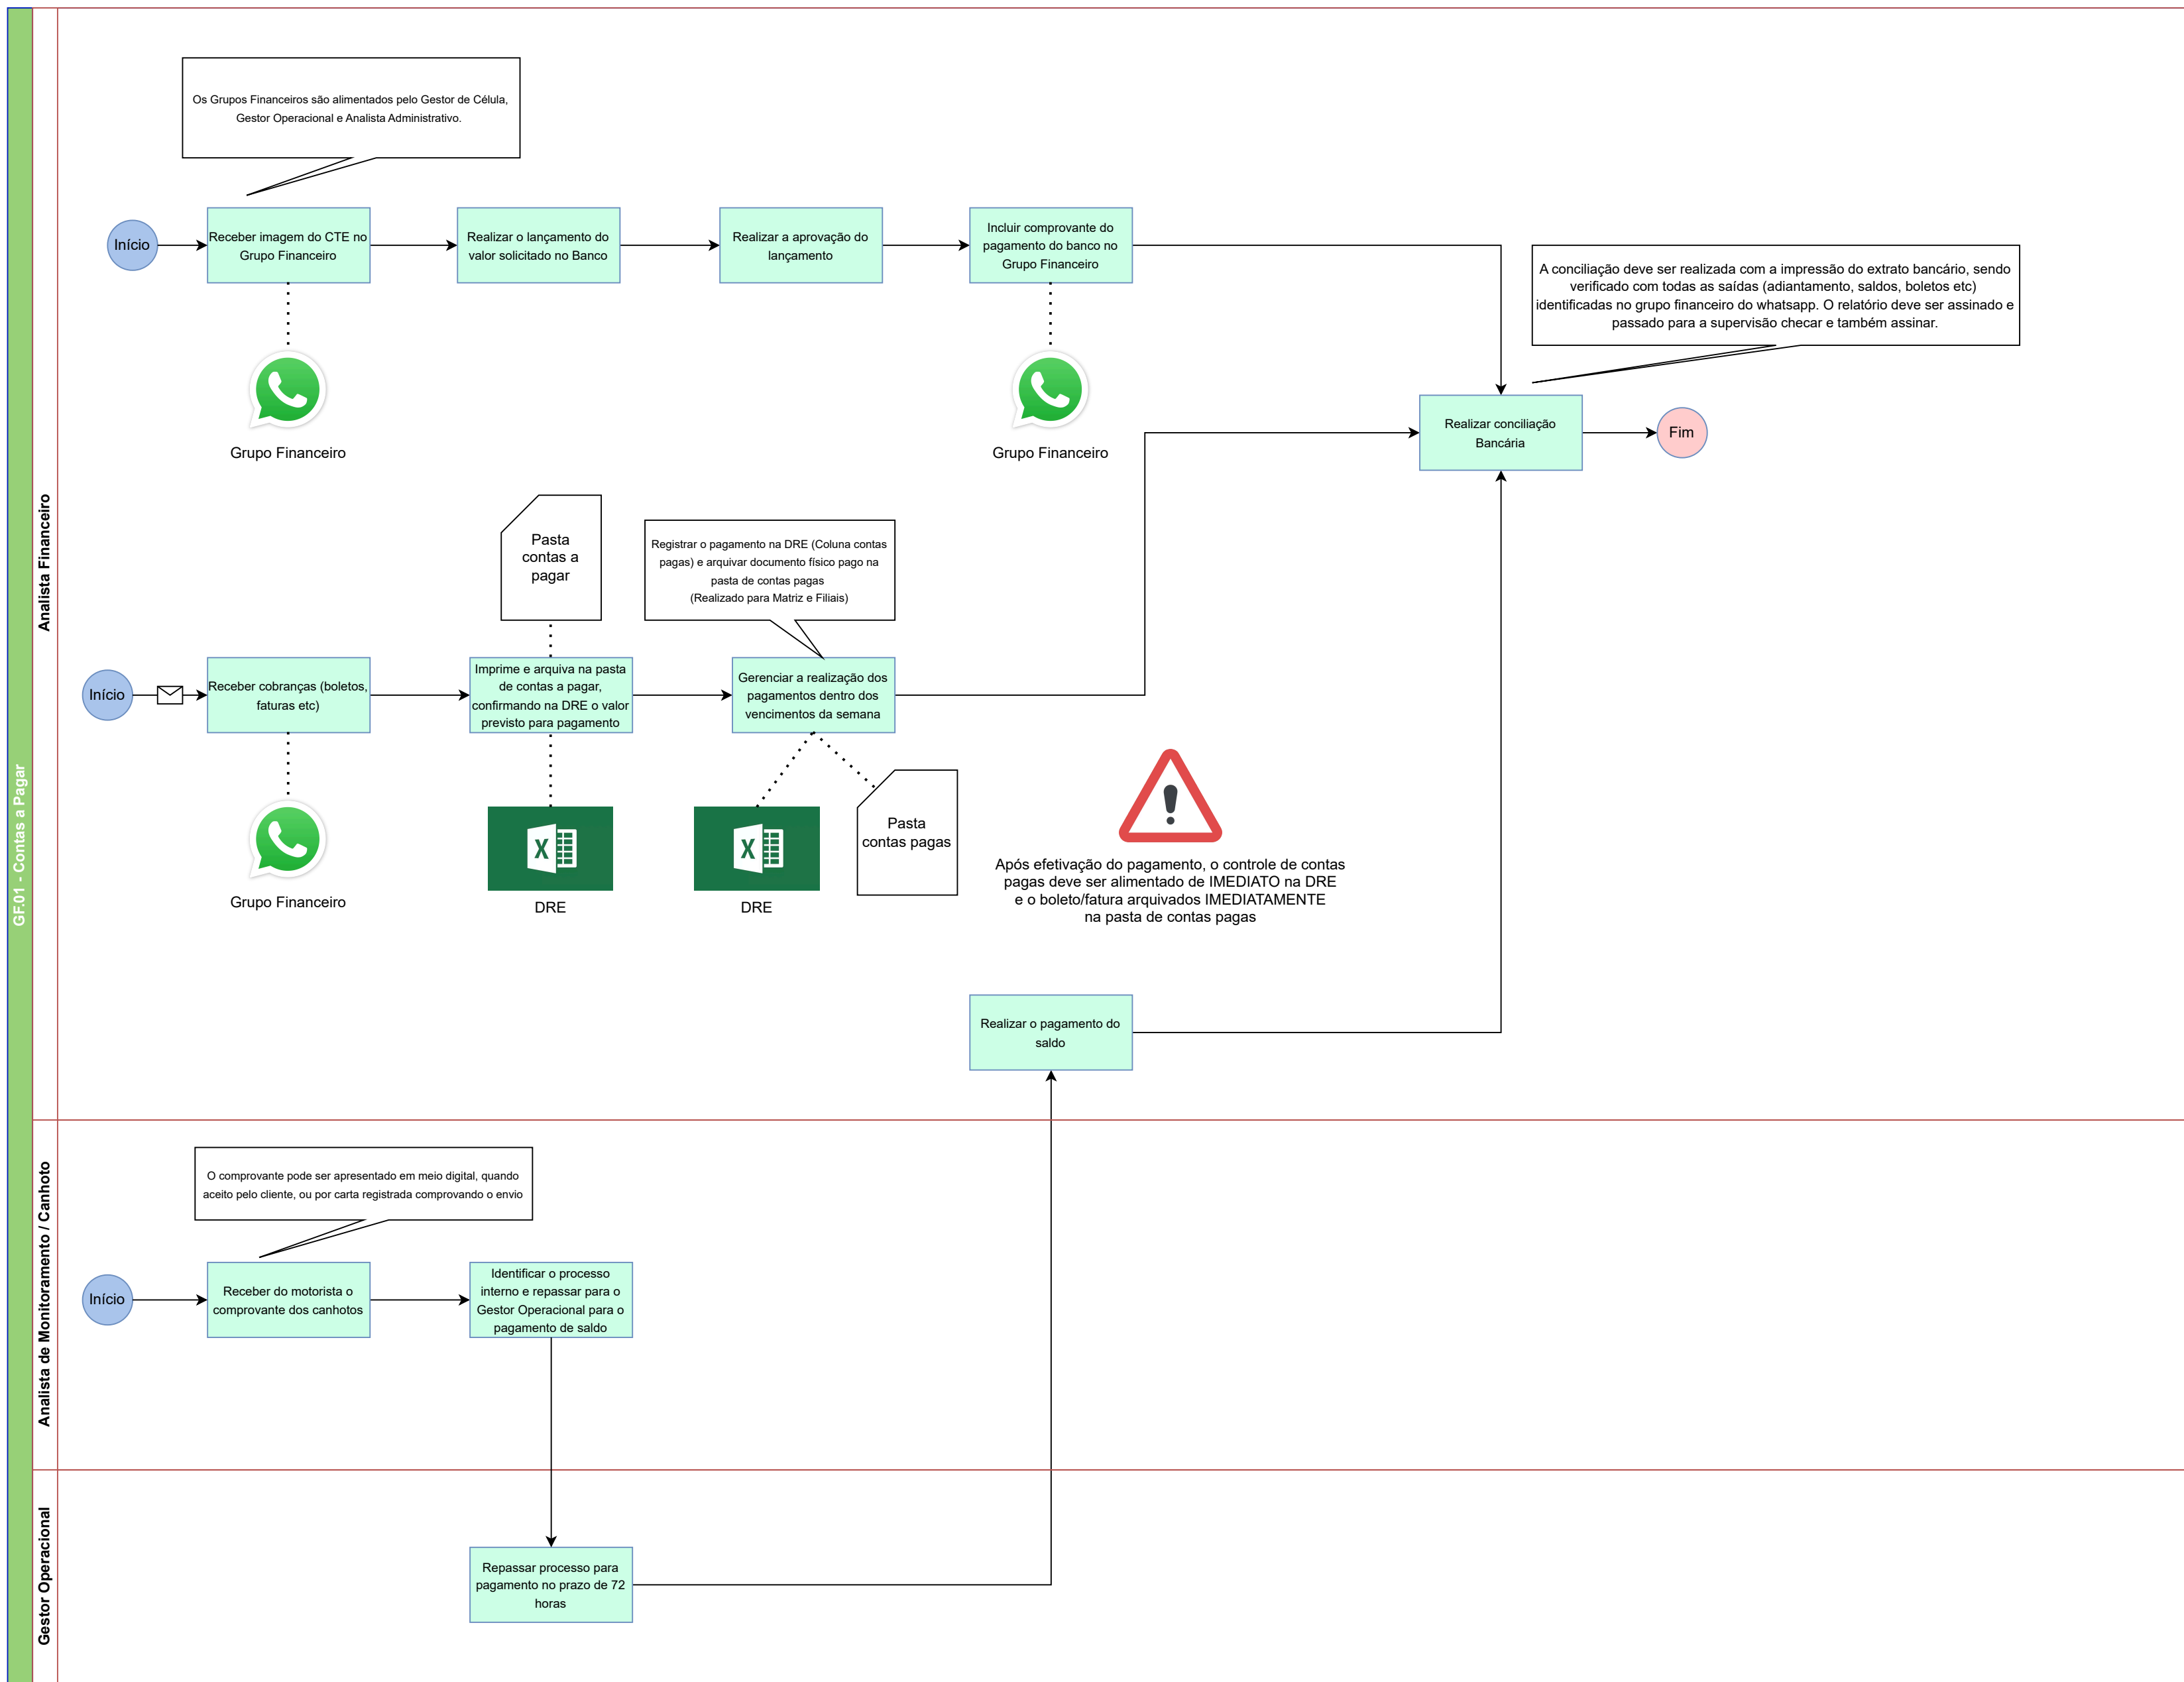 GF.01 - Contas a Pagar
Analista Financeiro
Os Grupos Financeiros são alimentados pelo Gestor de Célula,
Gestor Operacional e Analista Administrativo.
Início
Receber imagem do CTE no
Grupo Financeiro
Realizar o lançamento do
valor solicitado no Banco
Realizar a aprovação do
lançamento
Incluir comprovante do
pagamento do banco no
Grupo Financeiro
Grupo Financeiro
Grupo Financeiro
A conciliação deve ser realizada com a impressão do extrato bancário, sendo
verificado com todas as saídas (adiantamento, saldos, boletos etc)
identificadas no grupo financeiro do whatsapp. O relatório deve ser assinado e
passado para a supervisão checar e também assinar.
Realizar conciliação
Bancária
Fim
Pasta
contas a
pagar
Registrar o pagamento na DRE (Coluna contas
pagas) e arquivar documento físico pago na
pasta de contas pagas
(Realizado para Matriz e Filiais)
Início
Receber cobranças (boletos,
faturas etc)
Imprime e arquiva na pasta
de contas a pagar,
confirmando na DRE o valor
previsto para pagamento
Gerenciar a realização dos
pagamentos dentro dos
vencimentos da semana
Grupo Financeiro
X
DRE
X
DRE
Pasta
contas pagas
Após efetivação do pagamento, o controle de contas
pagas deve ser alimentado de IMEDIATO na DRE
e o boleto/fatura arquivados IMEDIATAMENTE
na pasta de contas pagas
Realizar o pagamento do
saldo
Analista de Monitoramento / Canhoto
O comprovante pode ser apresentado em meio digital, quando
aceito pelo cliente, ou por carta registrada comprovando o envio
Início
Receber do motorista o
comprovante dos canhotos
Identificar o processo
interno e repassar para o
Gestor Operacional para o
pagamento de saldo
Gestor Operacional
Repassar processo para
pagamento no prazo de 72
horas